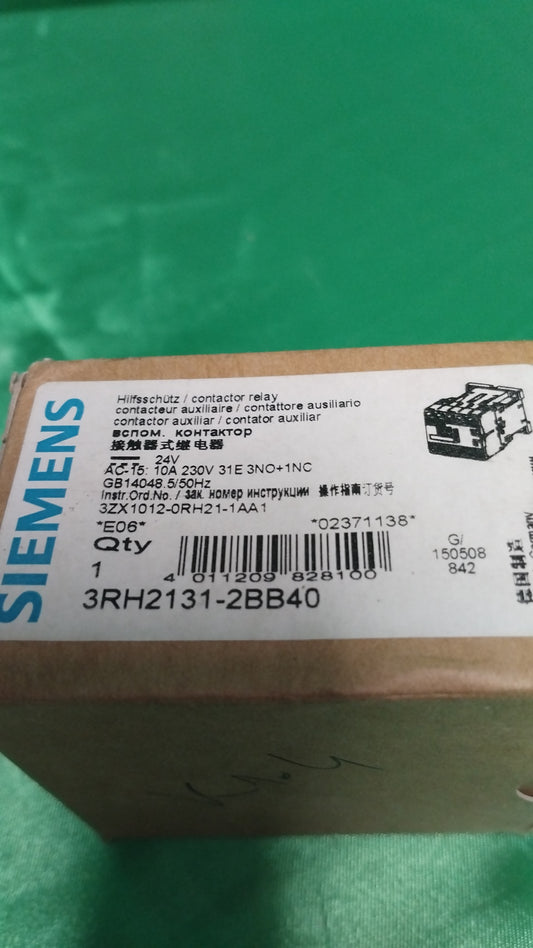 SIEMENS
Hilfsschütz / contactor relay
contacteur auxiliaire / contattore ausiliario
contactor auxiliar / contator auxiliar
вспом. контактор
接触器式继电器
24V
AC-15: 10A 230V 31E 3NO+1NC
GB14048.5/50Hz
Instr.Ord.No. / зак. номер инструкции 操作指南订货号
3ZX1012-0RH21-1AA1
*E06* *02371138*
Qty
1
4 011209 828100
G/
150508
842
3RH2131-2BB40